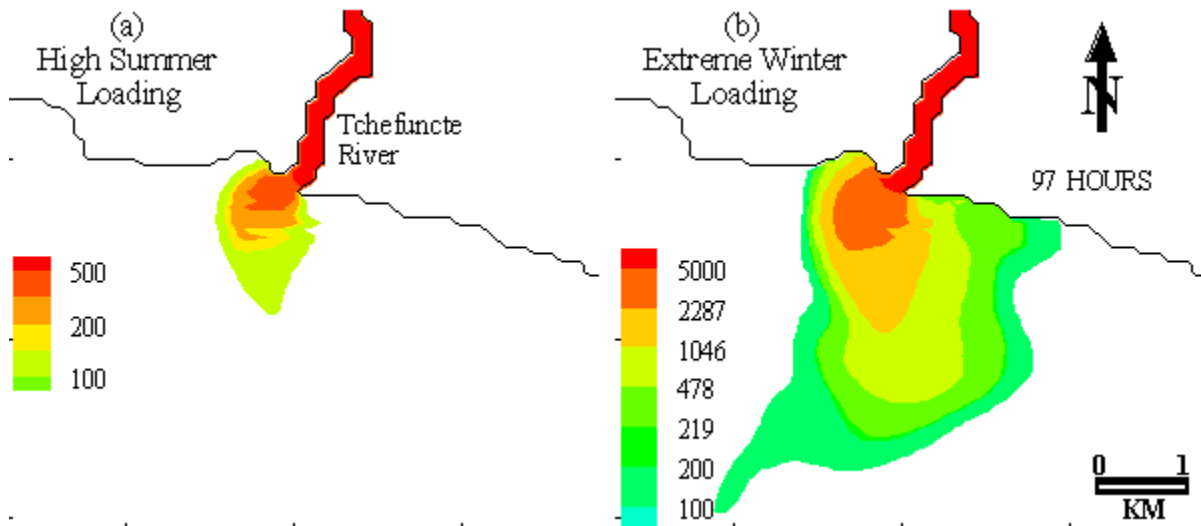 (a)
High Summer
Loading
Tchefuncte
River
500
200
100
(b)
Extreme Winter
Loading
N
97 HOURS
5000
2287
1046
478
219
200
100
0 1
KM